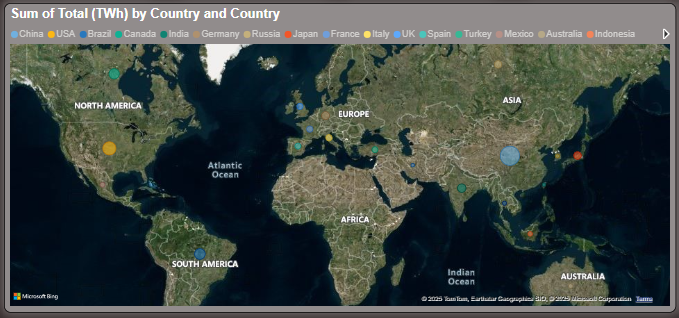 Sum of Total (TWh) by Country and Country
China USA Brazil Canada India Germany Russia Japan France Italy UK Spain Turkey Mexico Australia Indonesia
NORTH AMERICA
EUROPE
ASIA
Atlantic
Ocean
AFRICA
SOUTH AMERICA
Indian
Ocean
AUSTRALIA
Microsoft Bing
© 2025 TomTom, Earthstar Geographics SIO, © 2025 Microsoft Corporation Terms